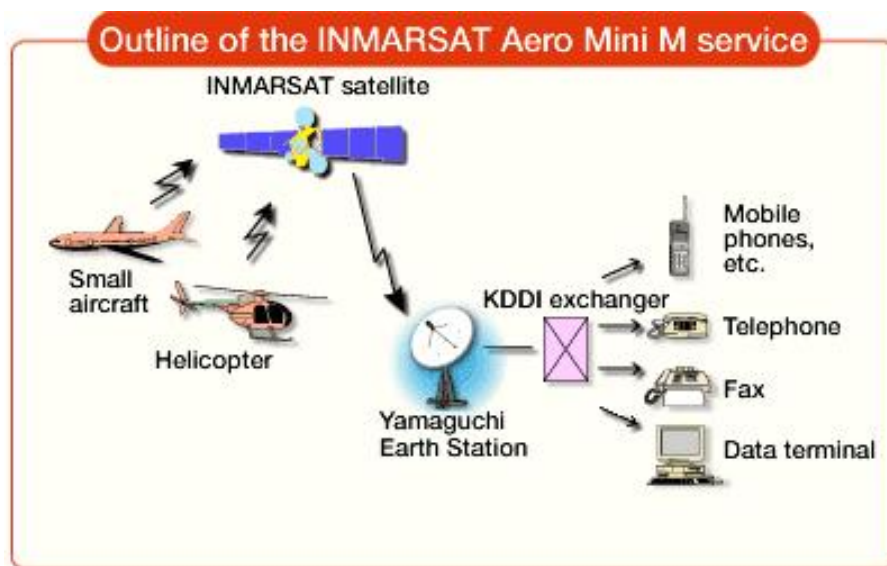 Outline of the INMARSAT Aero Mini M service
INMARSAT satellite
Small
aircraft
Helicopter
Yamaguchi
Earth Station
KDDI exchanger
Mobile
phones,
etc.
Telephone
Fax
Data terminal